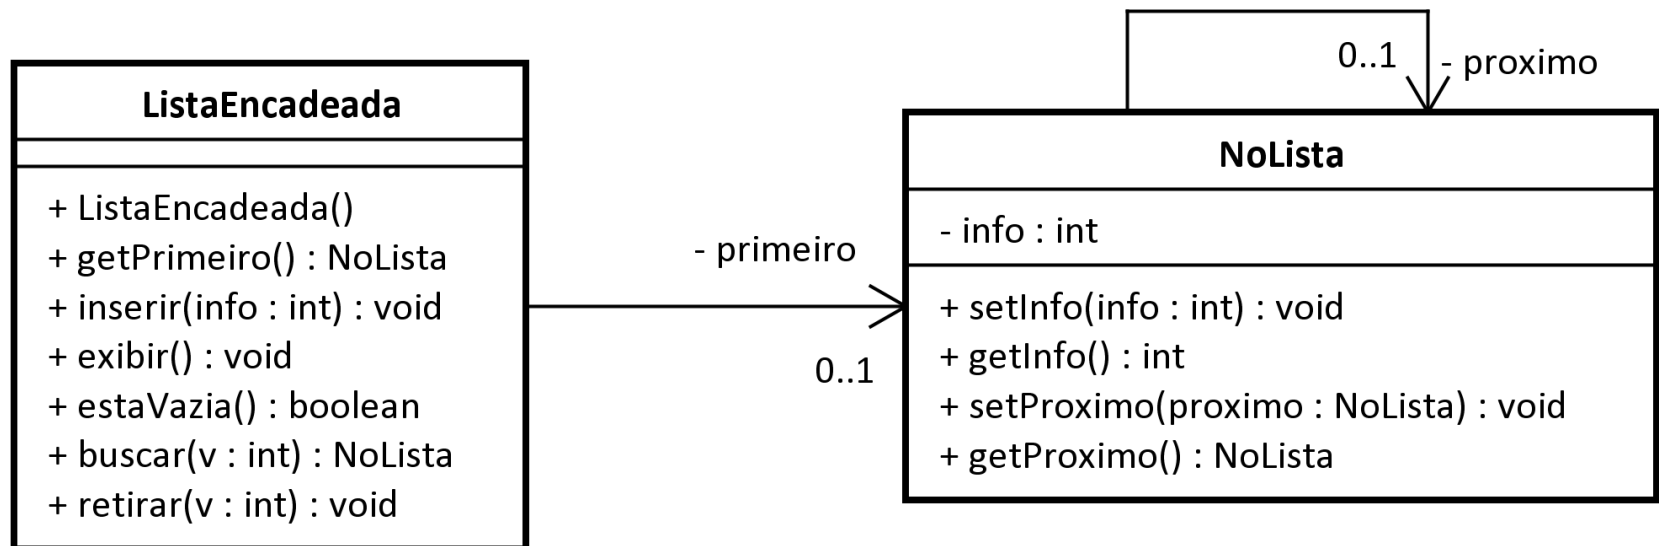 ListaEncadeada
+ ListaEncadeada()
+ getPrimeiro() : NoLista
+ inserir(info : int) : void
+ exibir() : void
+ estaVazia() : boolean
+ buscar(v : int) : NoLista
+ retirar(v : int) : void
- primeiro
0..1
0..1
- proximo
NoLista
- info : int
+ setInfo(info : int) : void
+ getInfo() : int
+ setProximo(proximo : NoLista) : void
+ getProximo() : NoLista